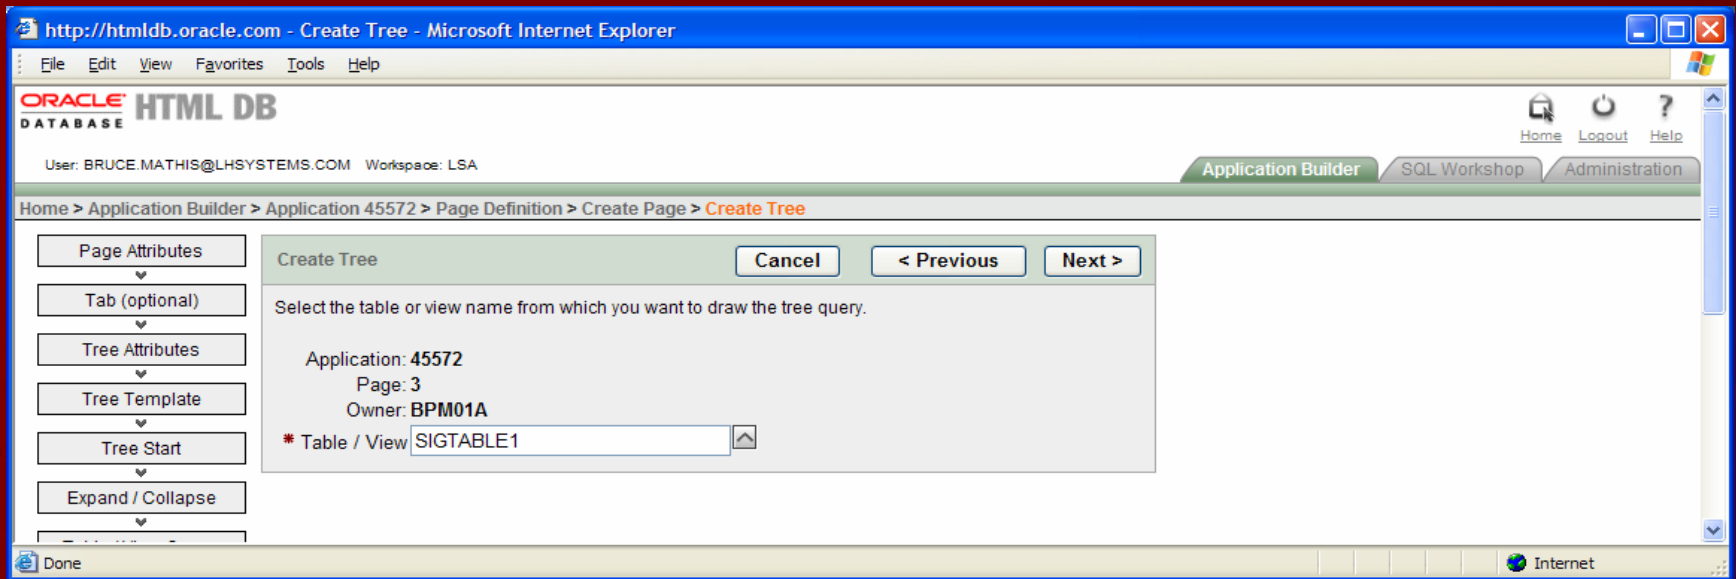 http://htmldb.oracle.com - Create Tree - Microsoft Internet Explorer
File Edit View Favorites Tools Help
ORACLE HTML DB
DATABASE
Home Logout Help
User: BRUCE.MATHIS@LHSYSTEMS.COM Workspace: LSA
Application Builder SQL Workshop Administration
Home > Application Builder > Application 45572 > Page Definition > Create Page > Create Tree
Page Attributes
Tab (optional)
Tree Attributes
Tree Template
Tree Start
Expand / Collapse
Create Tree
Cancel < Previous Next >
Select the table or view name from which you want to draw the tree query.
Application: 45572
Page: 3
Owner: BPM01A
* Table / View SIGTABLE1
Done
Internet